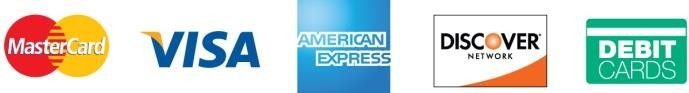 MasterCard
VISA
AMERICAN
EXPRESS
DISCOVER
NETWORK
DEBIT
CARDS